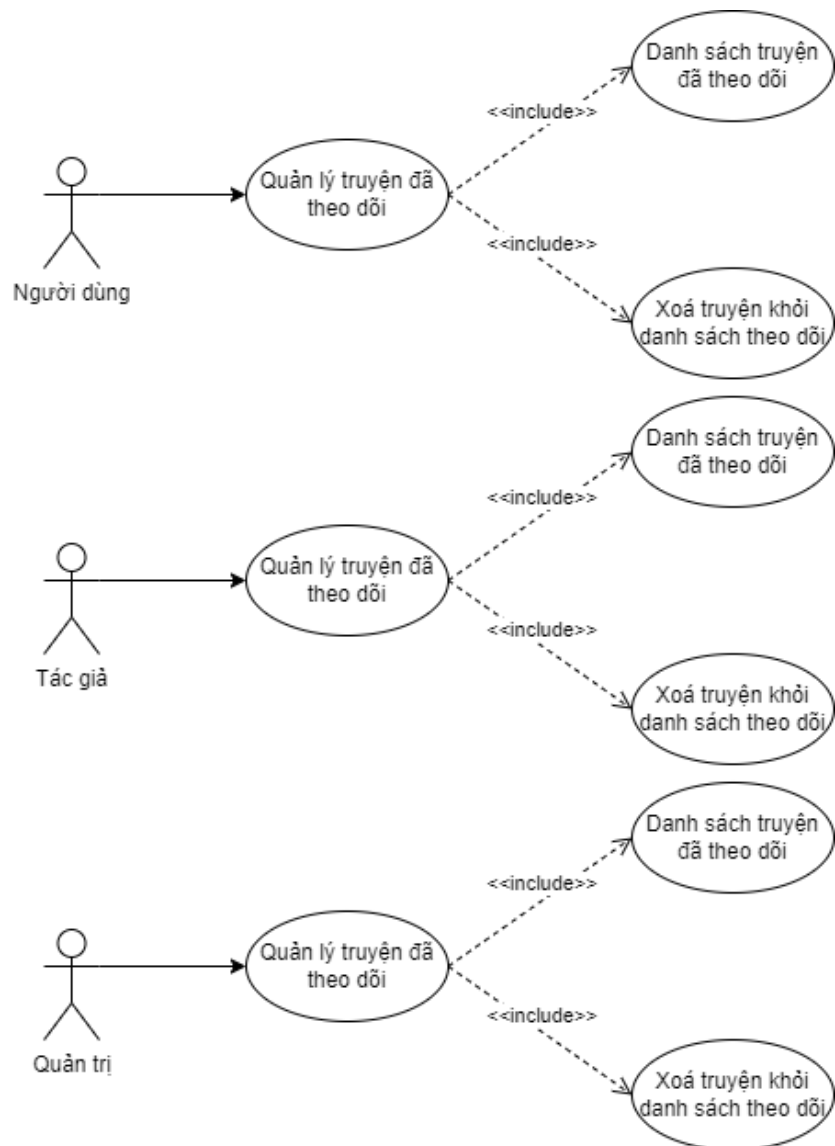 Danh sách truyện
đã theo dõi
<<include>>
Quản lý truyện đã
theo dõi
<<include>>
Người dùng
Xoá truyện khỏi
danh sách theo dõi
Danh sách truyện
đã theo dõi
<<include>>
Quản lý truyện đã
theo dõi
<<include>>
Tác giả
Xoá truyện khỏi
danh sách theo dõi
Danh sách truyện
đã theo dõi
<<include>>
Quản lý truyện đã
theo dõi
<<include>>
Quản trị
Xoá truyện khỏi
danh sách theo dõi